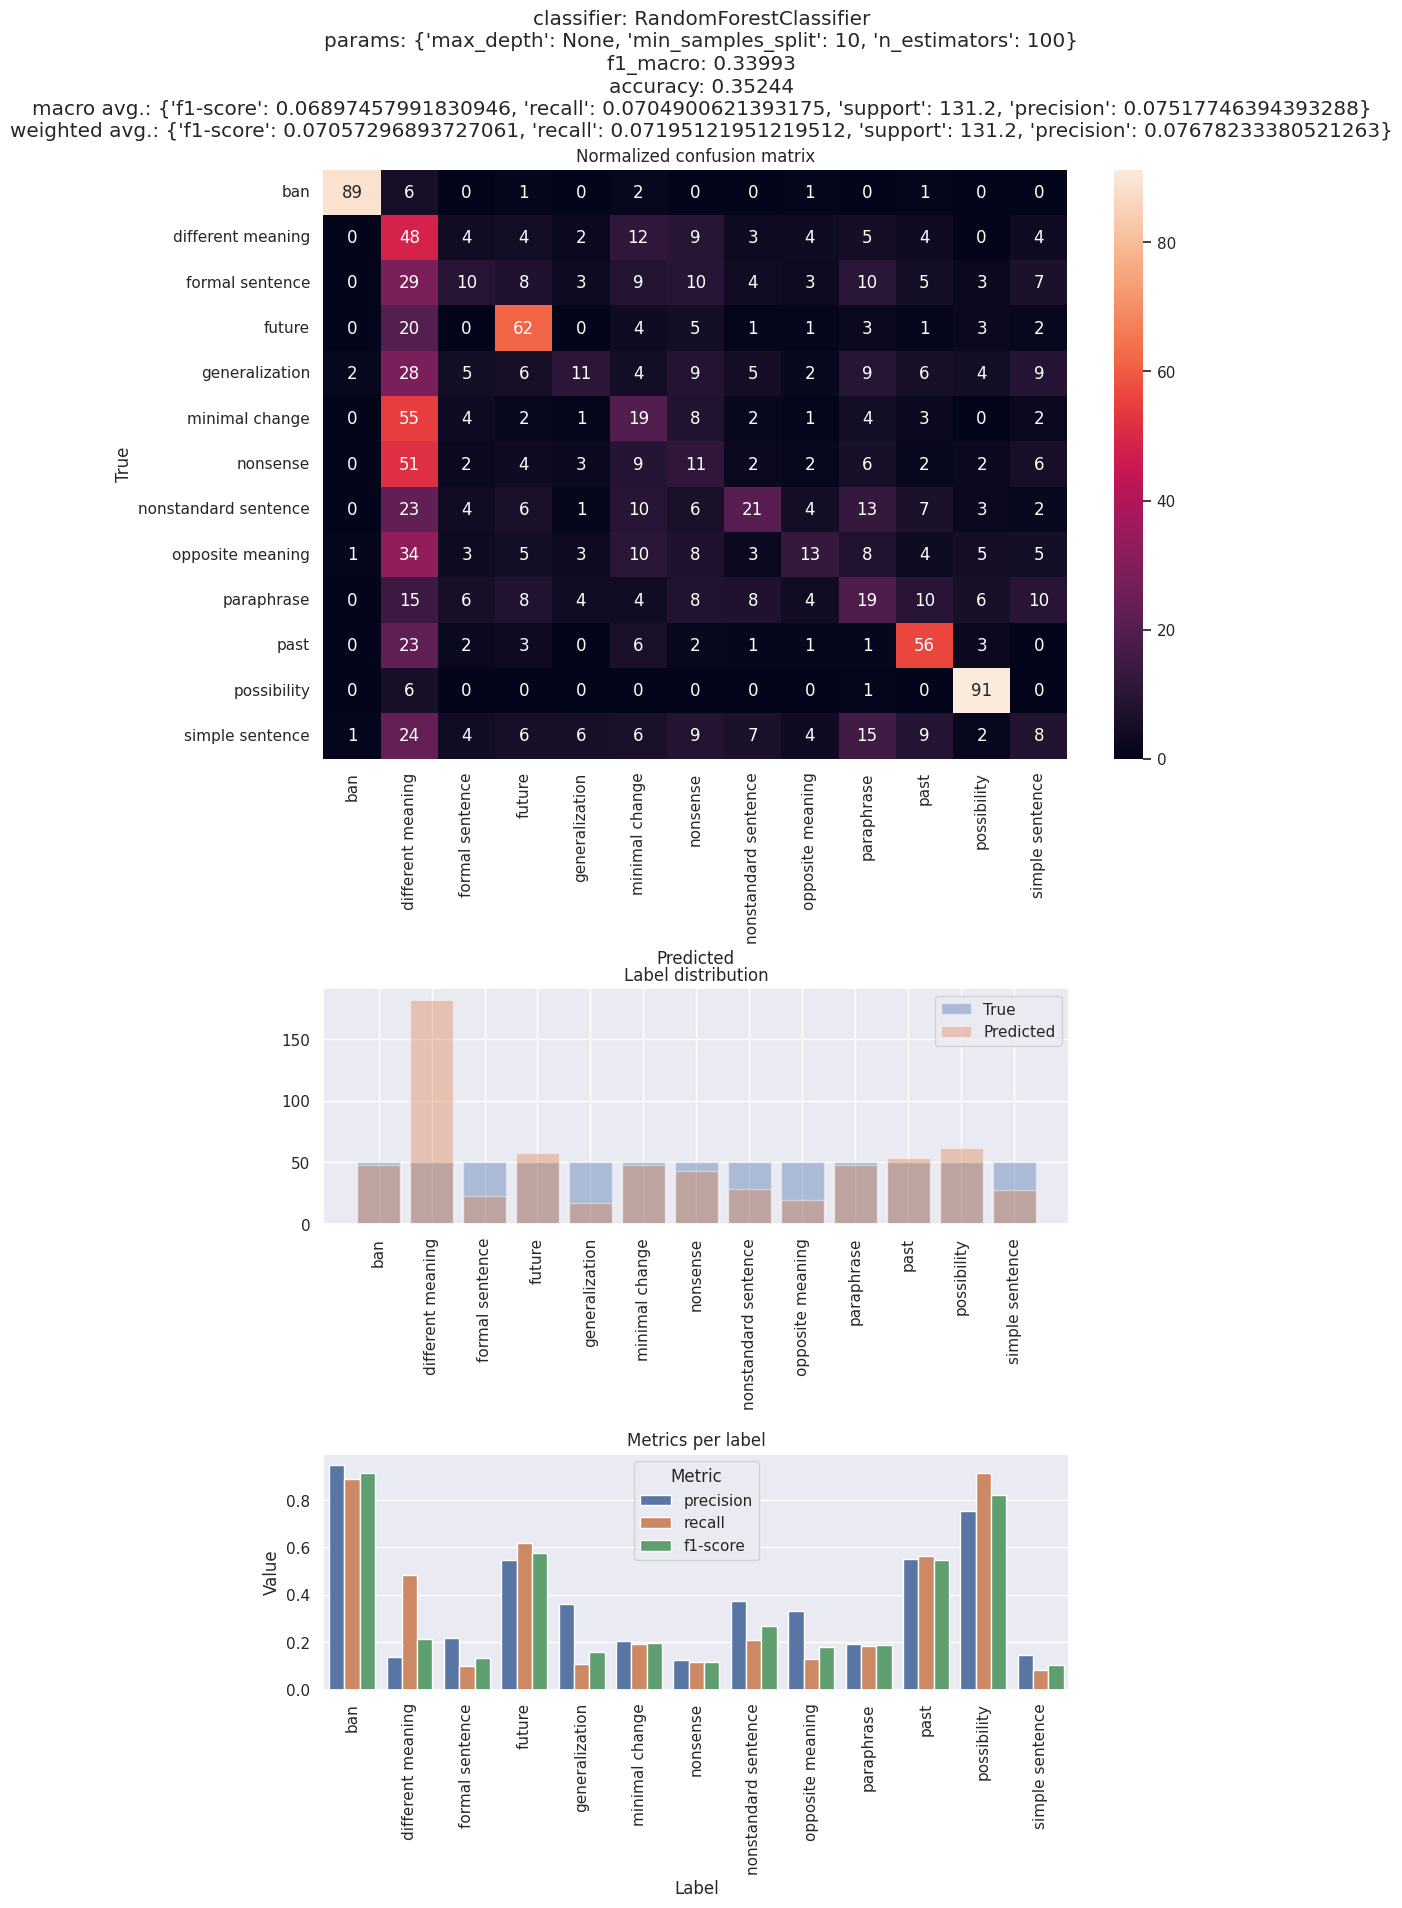 classifier: RandomForestClassifier
params: {'max_depth': None, 'min_samples_split': 10, 'n_estimators': 100}
f1_macro: 0.33993
accuracy: 0.35244
macro avg.: {'f1-score': 0.06897457991830946, 'recall': 0.0704900621393175, 'support': 131.2, 'precision': 0.07517746394393288}
weighted avg.: {'f1-score': 0.07057296893727061, 'recall': 0.07195121951219512, 'support': 131.2, 'precision': 0.07678233380521263}
Normalized confusion matrix
True
ban 89 6 0 1 0 2 0 0 1 0 1 0 0
different meaning 0 48 4 4 2 12 9 3 4 5 4 0 4
formal sentence 0 29 10 8 3 9 10 4 3 10 5 3 7
future 0 20 0 62 0 4 5 1 1 3 1 3 2
generalization 2 28 5 6 11 4 9 5 2 9 6 4 9
minimal change 0 55 4 2 1 19 8 2 1 4 3 0 2
nonsense 0 51 2 4 3 9 11 2 2 6 2 2 6
nonstandard sentence 0 23 4 6 1 10 6 21 4 13 7 3 2
opposite meaning 1 34 3 5 3 10 8 3 13 8 4 5 5
paraphrase 0 15 6 8 4 4 8 8 4 19 10 6 10
past 0 23 2 3 0 6 2 1 1 1 56 3 0
possibility 0 6 0 0 0 0 0 0 0 1 0 91 0
simple sentence 1 24 4 6 6 6 9 7 4 15 9 2 8
80
60
40
20
0
ban
different meaning
formal sentence
future
generalization
minimal change
nonsense
nonstandard sentence
opposite meaning
paraphrase
past
possibility
simple sentence
Predicted
Label distribution
True
Predicted
150
100
50
0
ban
different meaning
formal sentence
future
generalization
minimal change
nonsense
nonstandard sentence
opposite meaning
paraphrase
past
possibility
simple sentence
Metrics per label
Metric
precision
recall
f1-score
Value
0.8
0.6
0.4
0.2
0.0
ban
different meaning
formal sentence
future
generalization
minimal change
nonsense
nonstandard sentence
opposite meaning
paraphrase
past
possibility
simple sentence
Label